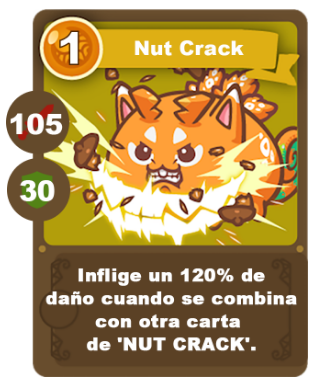 1
Nut Crack
105
30
Inflige un 120% de
daño cuando se combina
con otra carta
de 'NUT CRACK'.